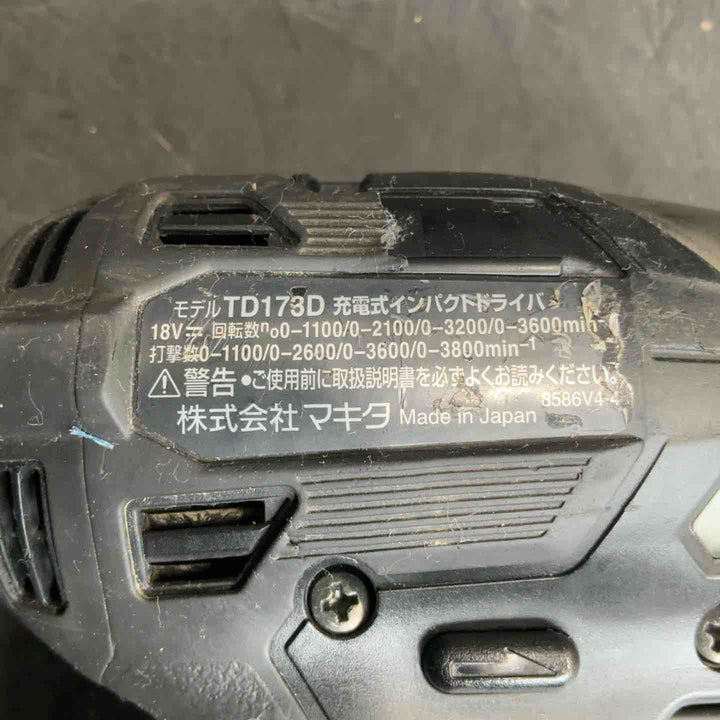 モデル TD173D 充電式インパクトドライバ
18V⎓ 回転数n₀0-1100/0-2100/0-3200/0-3600min⁻
打撃数0-1100/0-2600/0-3600/0-3800min⁻¹
⚠警告 ●ご使用前に取扱説明書を必ずよくお読みください。
8586V4-4
株式会社 マキタ Made in Japan